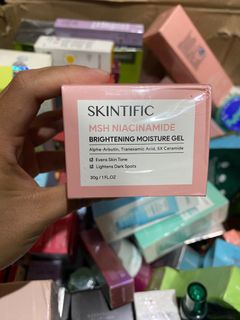 SKINTIFIC
MSH NIACINAMIDE
BRIGHTENING MOISTURE GEL
Alpha-Arbutin, Tranexamic Acid, 5X Ceramide
Evens Skin Tone
Lightens Dark Spots
30g / 1 FL.OZ